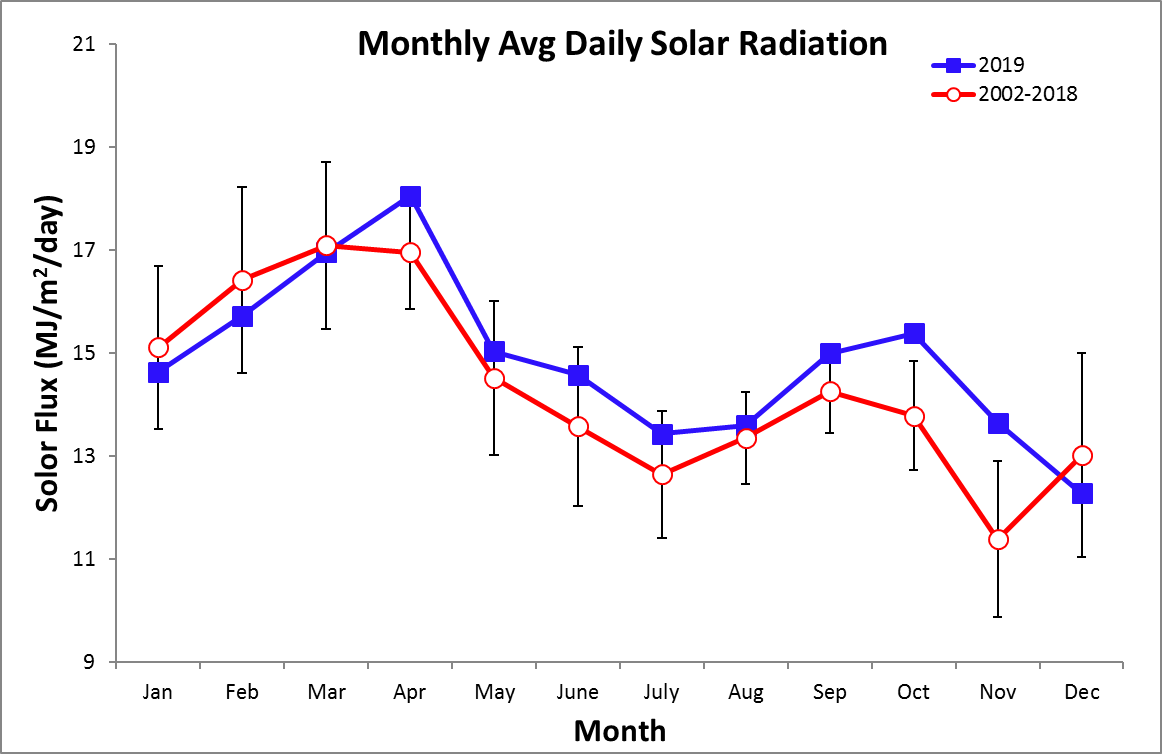 Monthly Avg Daily Solar Radiation
2019
2002-2018
21
19
17
15
13
11
9
Solor Flux (MJ/m²/day)
Jan Feb Mar Apr May June July Aug Sep Oct Nov Dec
Month